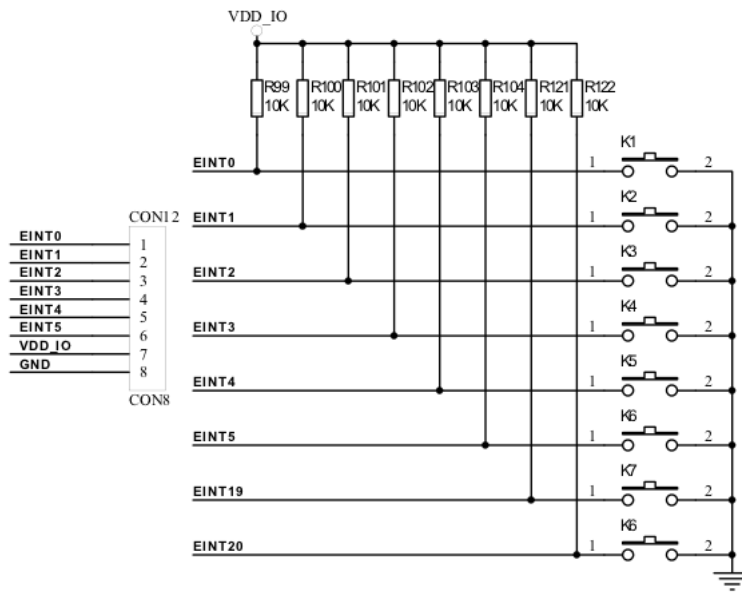 VDD_IO
R99 R100 R101 R102 R103 R104 R121 R122
10K 10K 10K 10K 10K 10K 10K 10K
K1
EINT0 1 2
K2
EINT1 1 2
K3
EINT2 1 2
K4
EINT3 1 2
K5
EINT4 1 2
K6
EINT5 1 2
K7
EINT19 1 2
K6
EINT20 1 2
CON12
EINT0 1
EINT1 2
EINT2 3
EINT3 4
EINT4 5
EINT5 6
VDD_IO 7
GND 8
CON8